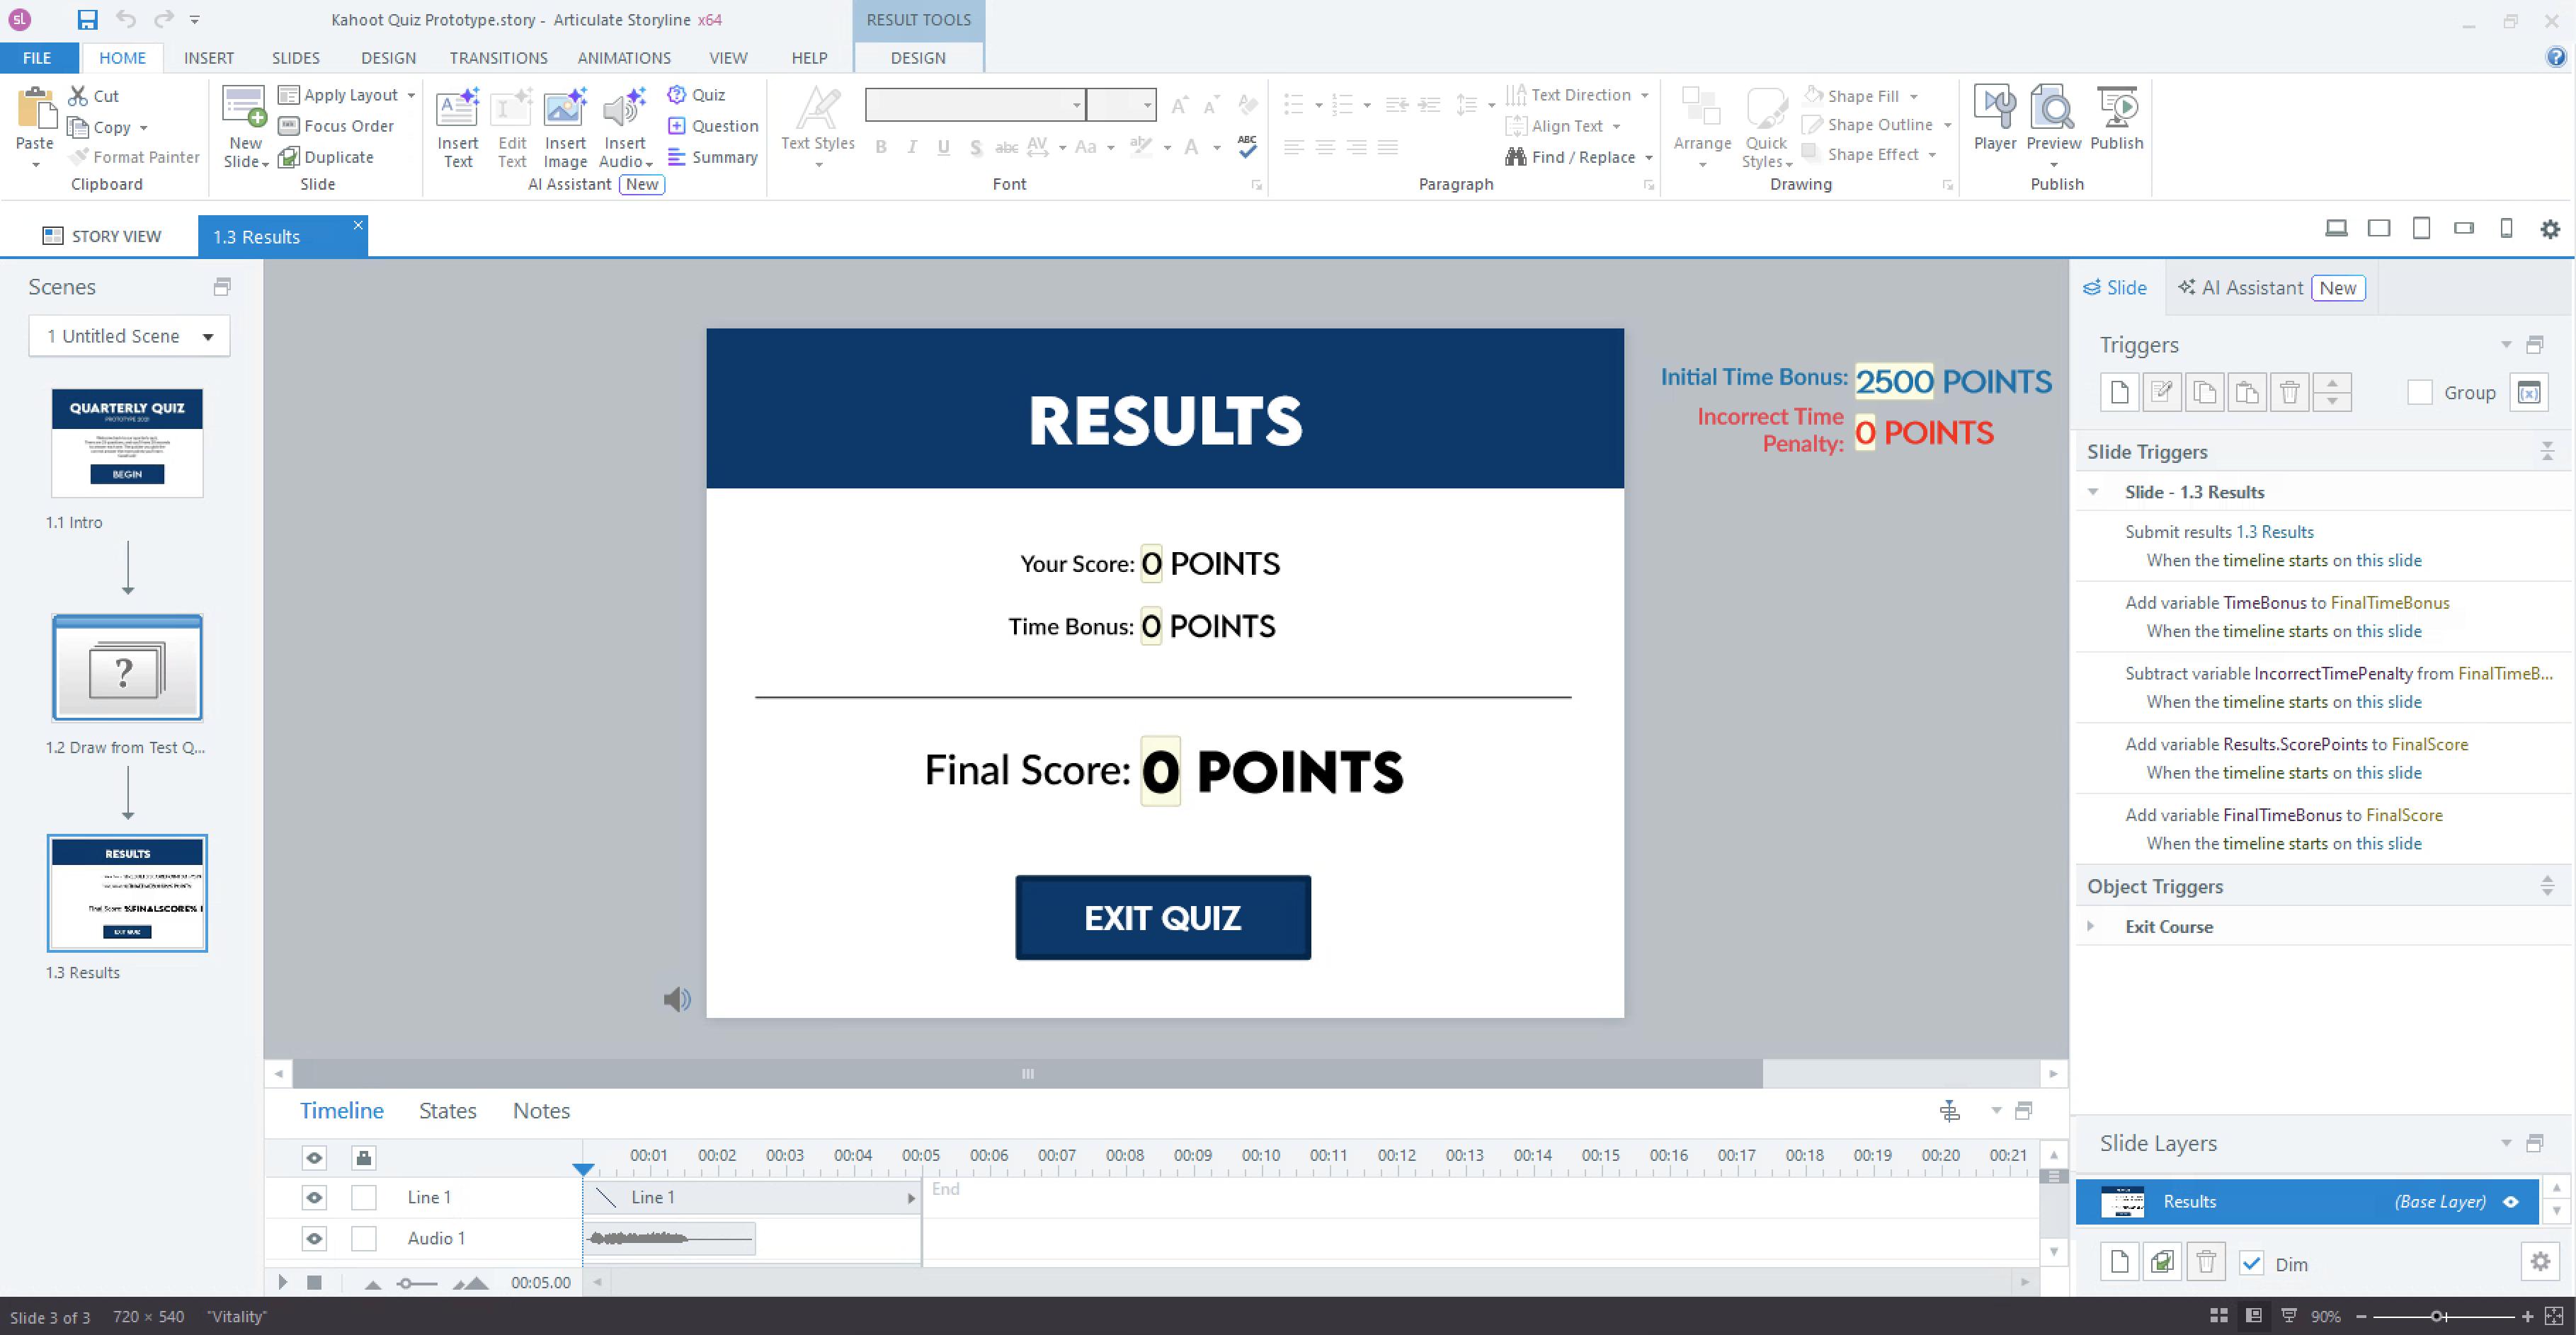 Kahoot Quiz Prototype.story - Articulate Storyline x64
RESULT TOOLS
FILE HOME INSERT SLIDES DESIGN TRANSITIONS ANIMATIONS VIEW HELP DESIGN
Paste
Cut
Copy
Format Painter
Clipboard
New Slide
Apply Layout
Focus Order
Duplicate
Slide
Insert Text
Edit Text
Insert Image
Insert Audio
Quiz
Question
Summary
AI Assistant New
Text Styles
Font
Text Direction
Align Text
Find / Replace
Paragraph
Arrange
Quick Styles
Shape Fill
Shape Outline
Shape Effect
Drawing
Player
Preview
Publish
Publish
STORY VIEW
1.3 Results
Scenes
1 Untitled Scene
QUARTERLY QUIZ
PROTOTYPE 2021
BEGIN
1.1 Intro
?
1.2 Draw from Test Q...
RESULTS
Final Score: %FINALSCORE%
EXIT QUIZ
1.3 Results
RESULTS
Your Score: 0 POINTS
Time Bonus: 0 POINTS
Final Score: 0 POINTS
EXIT QUIZ
Initial Time Bonus: 2500 POINTS
Incorrect Time
Penalty: 0 POINTS
Slide
AI Assistant New
Triggers
Group
Slide Triggers
Slide - 1.3 Results
Submit results 1.3 Results
When the timeline starts on this slide
Add variable TimeBonus to FinalTimeBonus
When the timeline starts on this slide
Subtract variable IncorrectTimePenalty from FinalTimeB...
When the timeline starts on this slide
Add variable Results.ScorePoints to FinalScore
When the timeline starts on this slide
Add variable FinalTimeBonus to FinalScore
When the timeline starts on this slide
Object Triggers
Exit Course
Timeline States Notes
00:01 00:02 00:03 00:04 00:05 00:06 00:07 00:08 00:09 00:10 00:11 00:12 00:13 00:14 00:15 00:16 00:17 00:18 00:19 00:20 00:21
Line 1 Line 1 End
Audio 1
00:05.00
Slide Layers
Results (Base Layer)
Dim
Slide 3 of 3 720 × 540 "Vitality"
90%